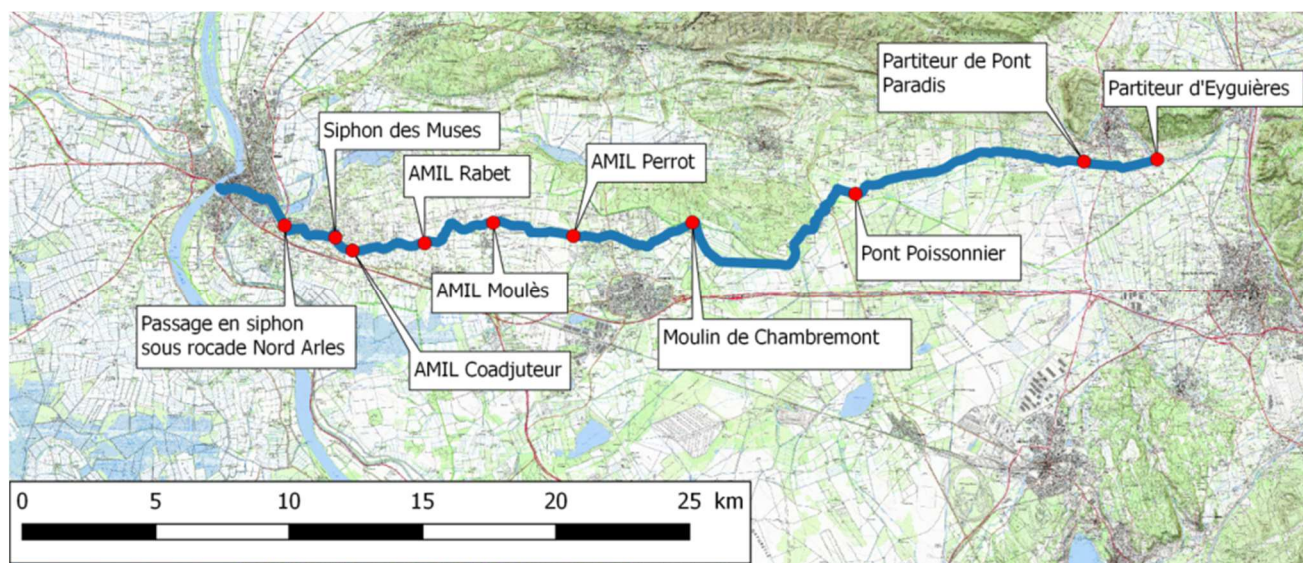 Partiteur de Pont
Paradis
Partiteur d'Eyguières
Siphon des Muses
AMIL Rabet
AMIL Perrot
Pont Poissonnier
AMIL Moulès
Passage en siphon
sous rocade Nord Arles
Moulin de Chambremont
AMIL Coadjuteur
0 5 10 15 20 25 km